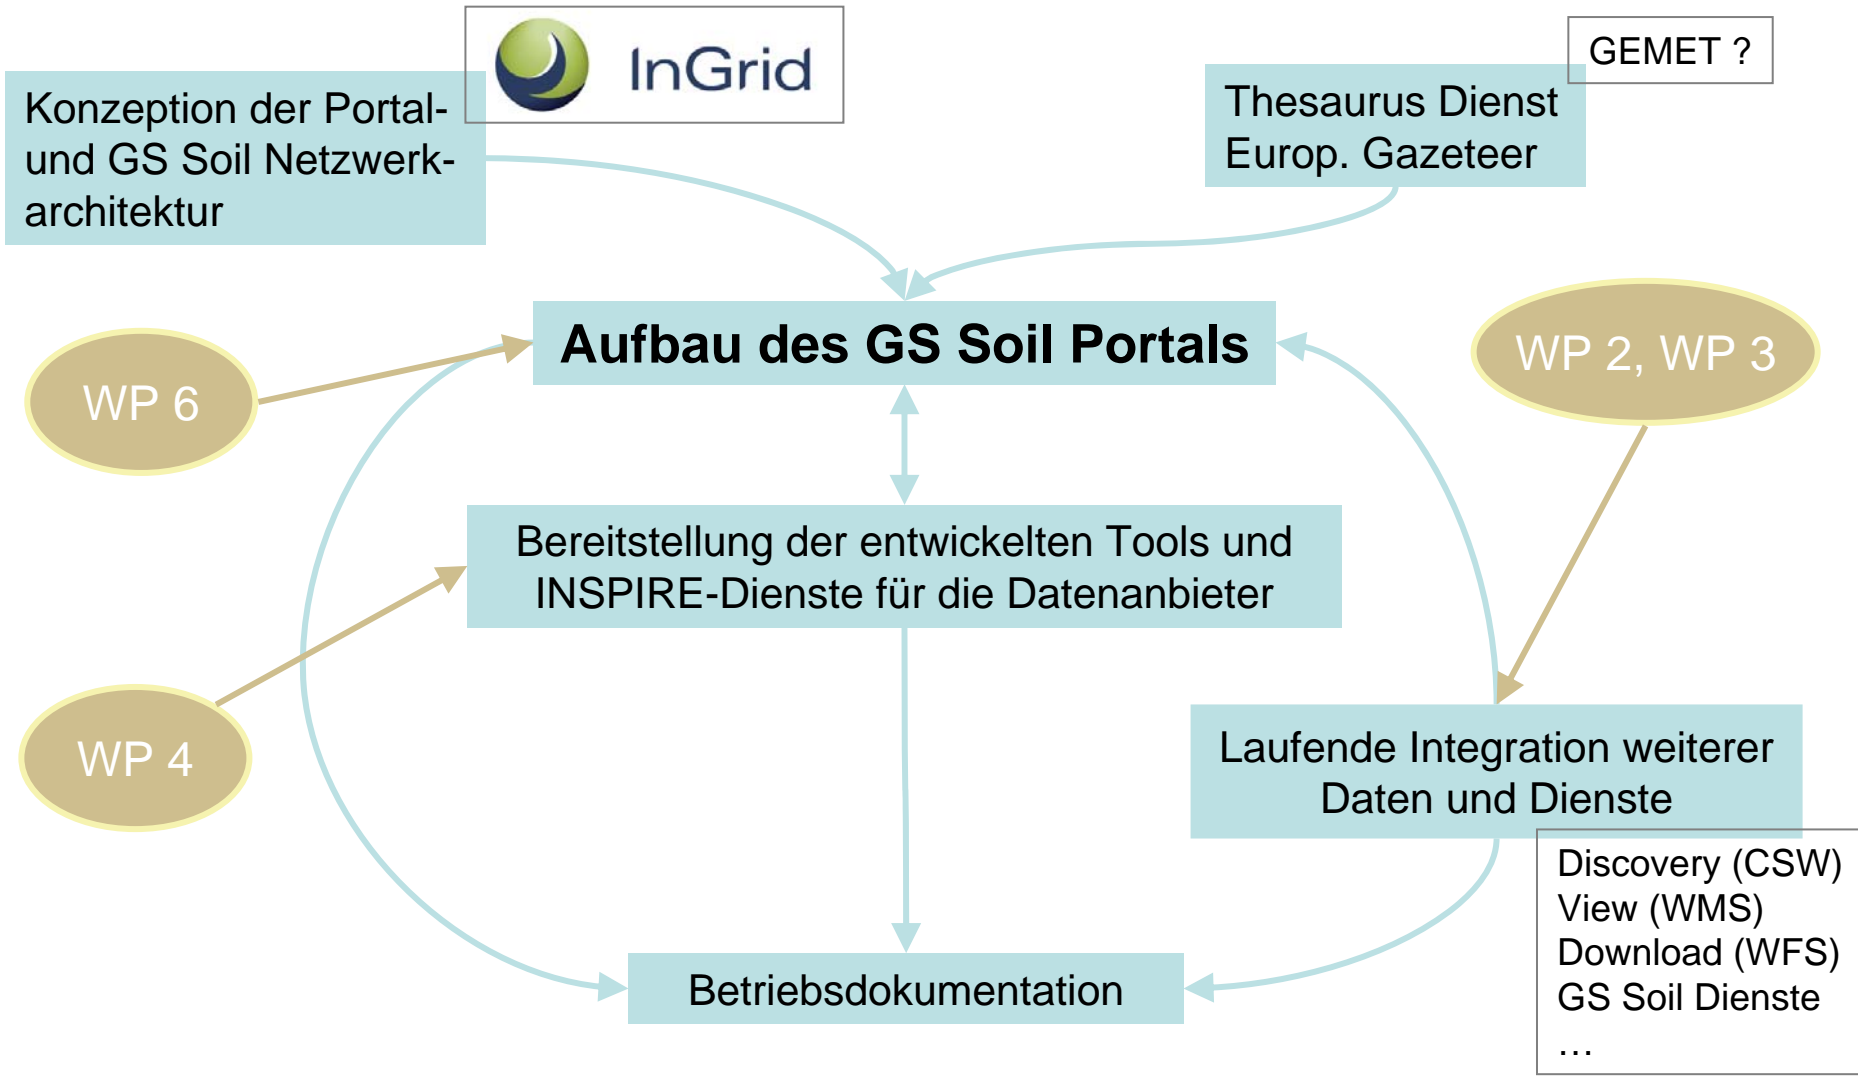 InGrid
GEMET ?
Konzeption der Portal-
und GS Soil Netzwerk-
architektur
Thesaurus Dienst
Europ. Gazeteer
Aufbau des GS Soil Portals
WP 6
WP 2, WP 3
Bereitstellung der entwickelten Tools und
INSPIRE-Dienste für die Datenanbieter
WP 4
Laufende Integration weiterer
Daten und Dienste
Discovery (CSW)
View (WMS)
Download (WFS)
GS Soil Dienste
…
Betriebsdokumentation